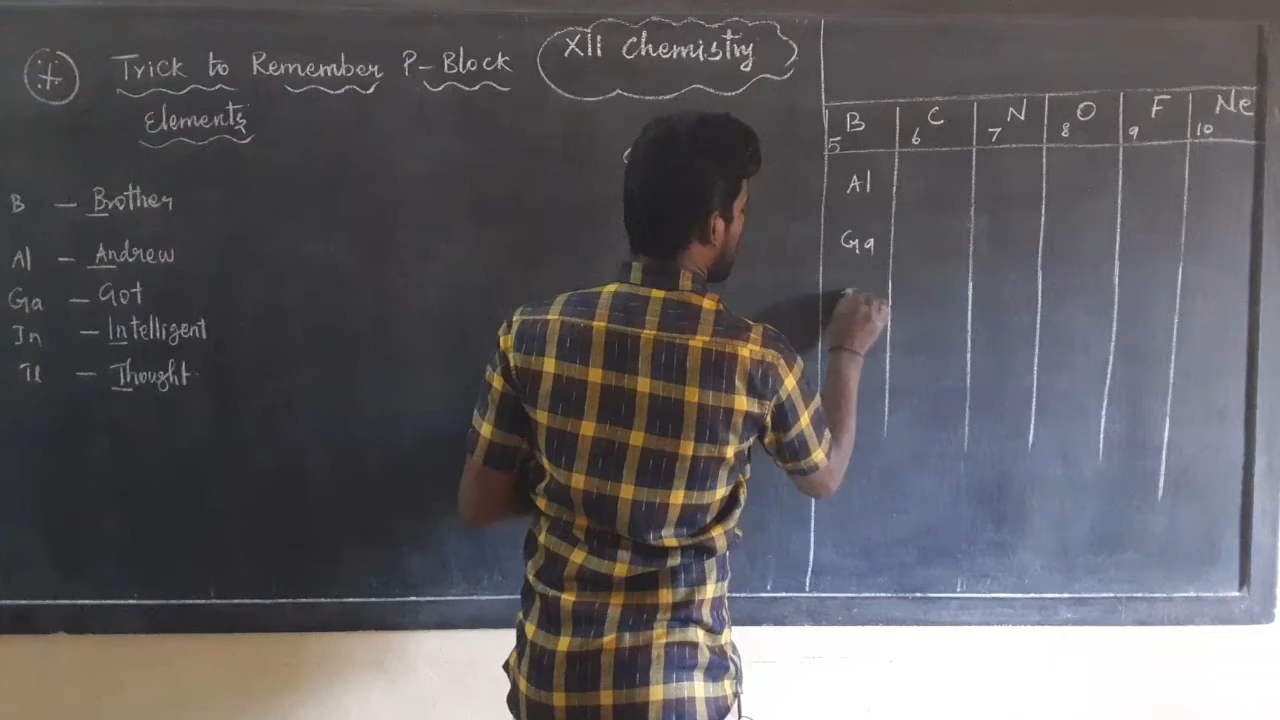 Trick to Remember P-Block
Elements
XII Chemistry
B - Brother
Al - Andrew
Ga - Got
In - Intelligent
Tl - Thought
B C N O F Ne
5 6 7 8 9 10
Al
Ga